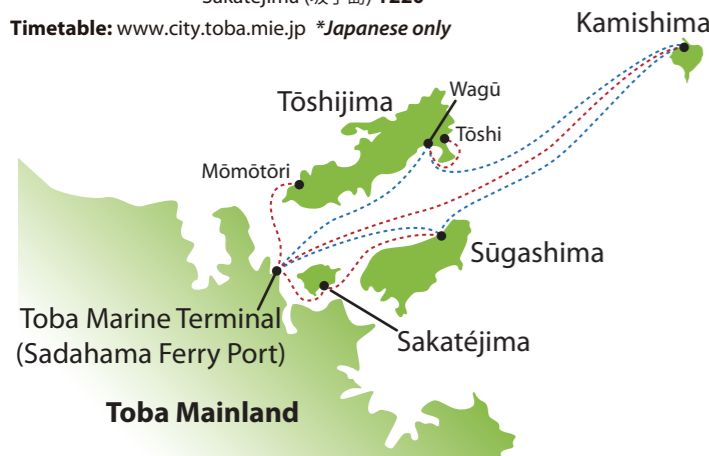 Timetable: www.city.toba.mie.jp *Japanese only
Kamishima
Wagū
Tōshijima
Tōshi
Mōmōtōri
Sūgashima
Toba Marine Terminal
(Sadahama Ferry Port)
Sakatéjima
Toba Mainland